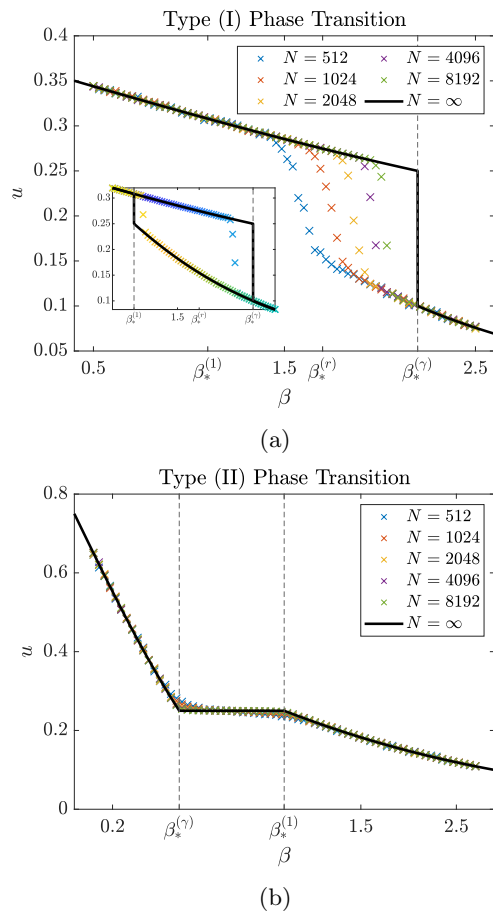 Type (I) Phase Transition
× N = 512 × N = 4096
× N = 1024 × N = 8192
× N = 2048 — N = ∞
0.4
0.35
0.3
0.25
0.2
0.15
0.1
0.05
u
0.3
0.25
0.2
0.15
0.1
β∗^(1) 1.5 β∗^(r) β∗^(γ)
0.5 β∗^(1) 1.5 β∗^(r) β∗^(γ) 2.5
β
(a)
Type (II) Phase Transition
× N = 512
× N = 1024
× N = 2048
× N = 4096
× N = 8192
— N = ∞
0.8
0.6
0.4
0.2
0
u
0.2 β∗^(γ) β∗^(1) 1.5 2.5
β
(b)